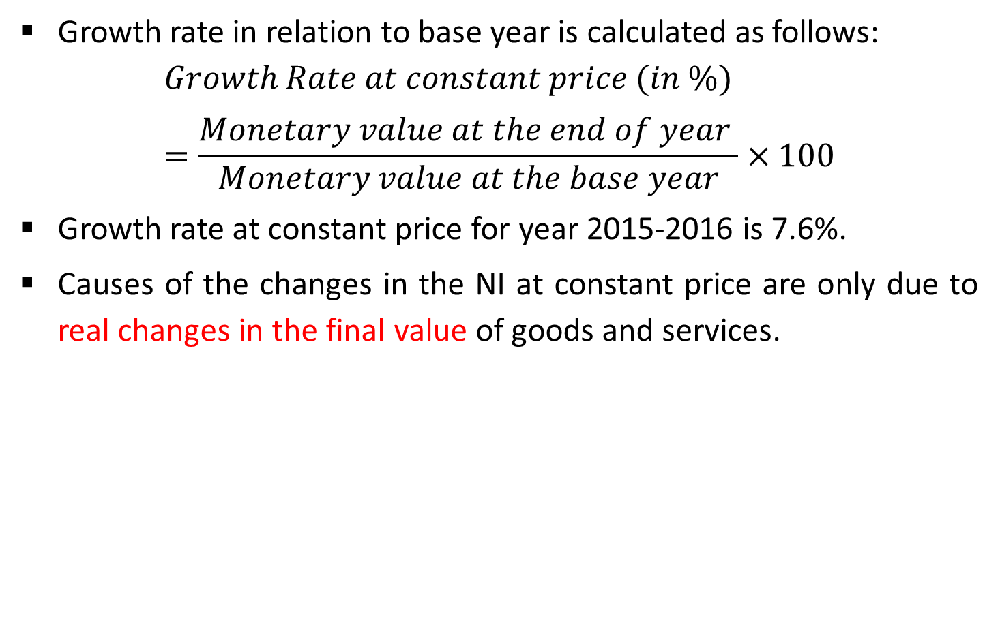 ▪ Growth rate in relation to base year is calculated as follows:
Growth Rate at constant price (in %)
= Monetary value at the end of year / Monetary value at the base year × 100
▪ Growth rate at constant price for year 2015-2016 is 7.6%.
▪ Causes of the changes in the NI at constant price are only due to
real changes in the final value of goods and services.